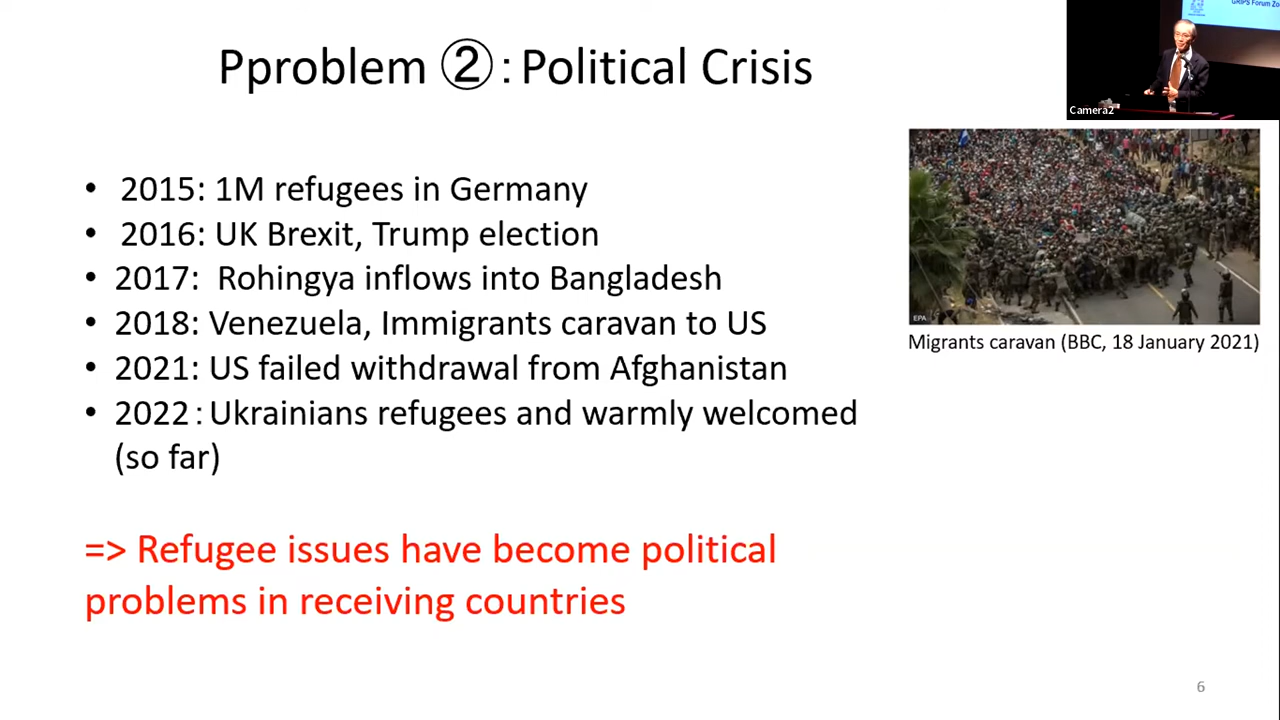 GRIPS Forum Zo
Pproblem ②: Political Crisis
Camera2
• 2015: 1M refugees in Germany
• 2016: UK Brexit, Trump election
• 2017: Rohingya inflows into Bangladesh
• 2018: Venezuela, Immigrants caravan to US
• 2021: US failed withdrawal from Afghanistan
• 2022：Ukrainians refugees and warmly welcomed
(so far)
EPA
Migrants caravan (BBC, 18 January 2021)
=> Refugee issues have become political
problems in receiving countries
6